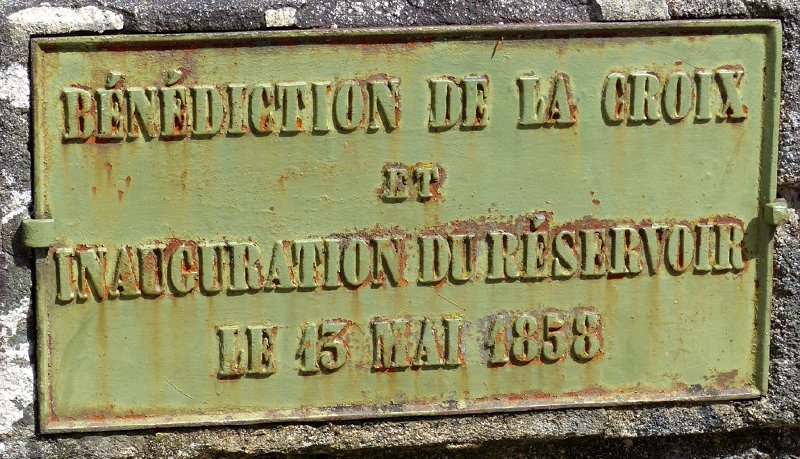 BÉNÉDICTION DE LA CROIX
ET
INAUGURATION DU RÉSERVOIR
LE 13 MAI 1858